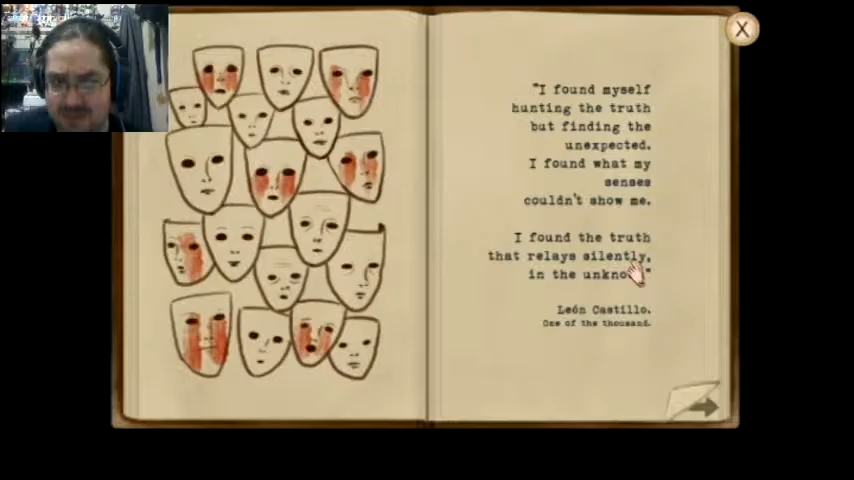 "I found myself
hunting the truth
but finding the
unexpected.
I found what my
senses
couldn't show me.
I found the truth
that relays silently,
in the
León Castillo.
One of the thousand.